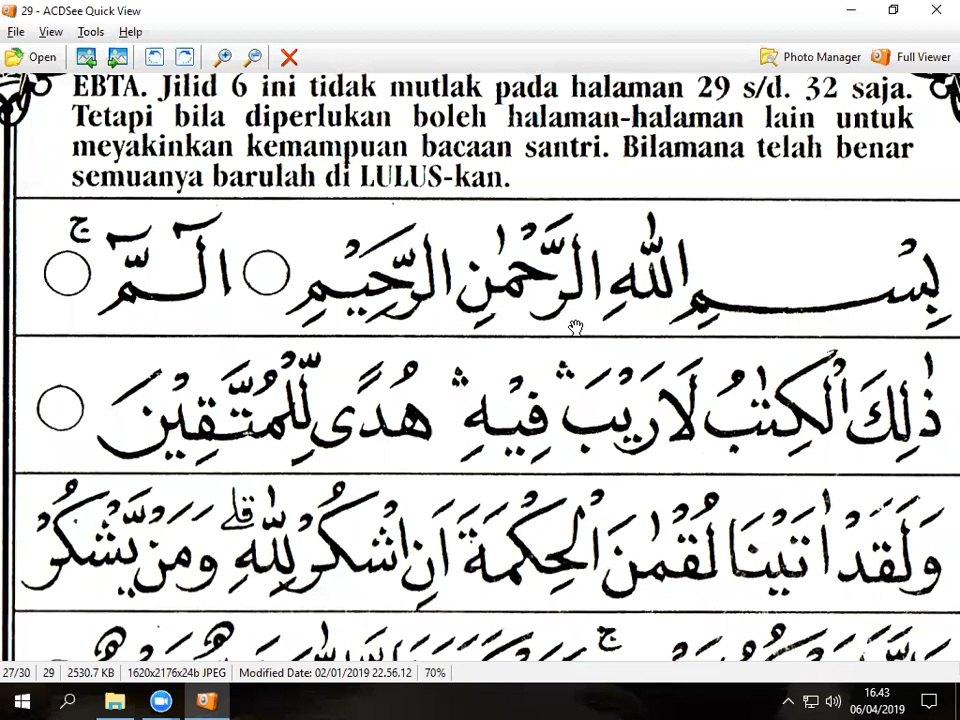 29 - ACDSee Quick View
File View Tools Help
Open Photo Manager Full Viewer
EBTA. Jilid 6 ini tidak mutlak pada halaman 29 s/d. 32 saja.
Tetapi bila diperlukan boleh halaman-halaman lain untuk
meyakinkan kemampuan bacaan santri. Bilamana telah benar
semuanya barulah di LULUS-kan.
بِسْــــمِ اللّٰهِ الرَّحْمٰنِ الرَّحِيْمِ ○ الٓـمّٓ ۚ ○
ذٰلِكَ الْكِتٰبُ لَا رَيْبَ ۛ فِيْهِ ۛ هُدًى لِّلْمُتَّقِيْنَ ○
وَلَقَدْ اٰتَيْنَا لُقْمٰنَ الْحِكْمَةَ اَنِ اشْكُرْ لِلّٰهِ ۗ وَمَنْ يَّشْكُرْ
27/30 29 2530.7 KB 1620x2176x24b JPEG Modified Date: 02/01/2019 22.56.12 70%
16.43
06/04/2019